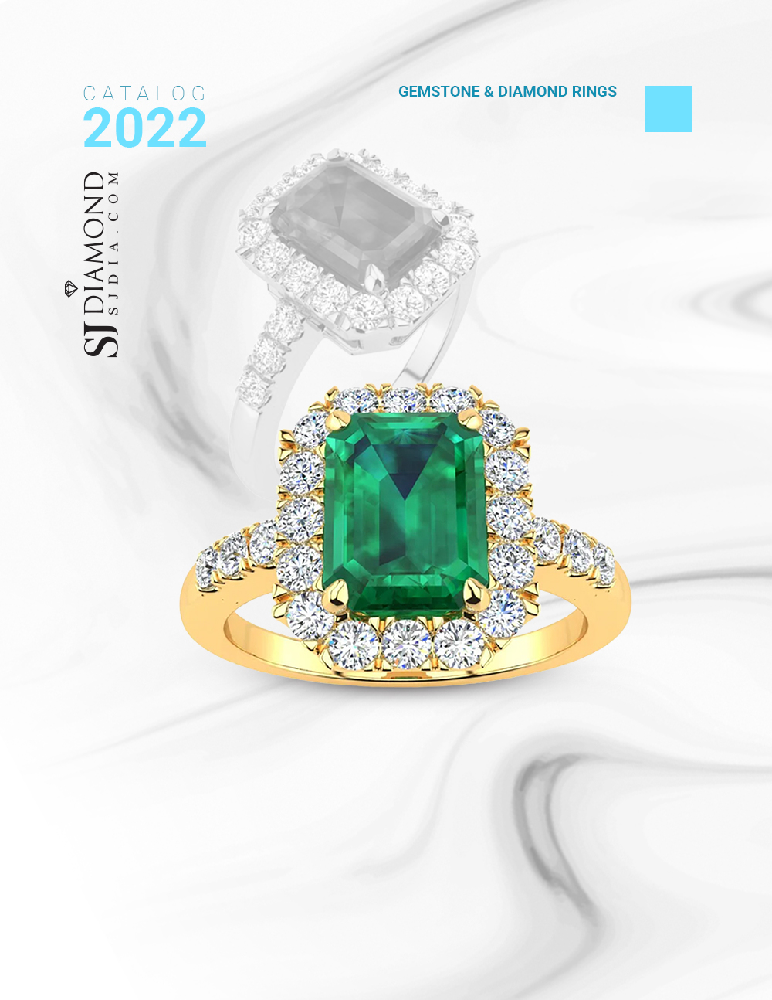 CATALOG
2022
GEMSTONE & DIAMOND RINGS
SJ DIAMOND
SJDIA.COM